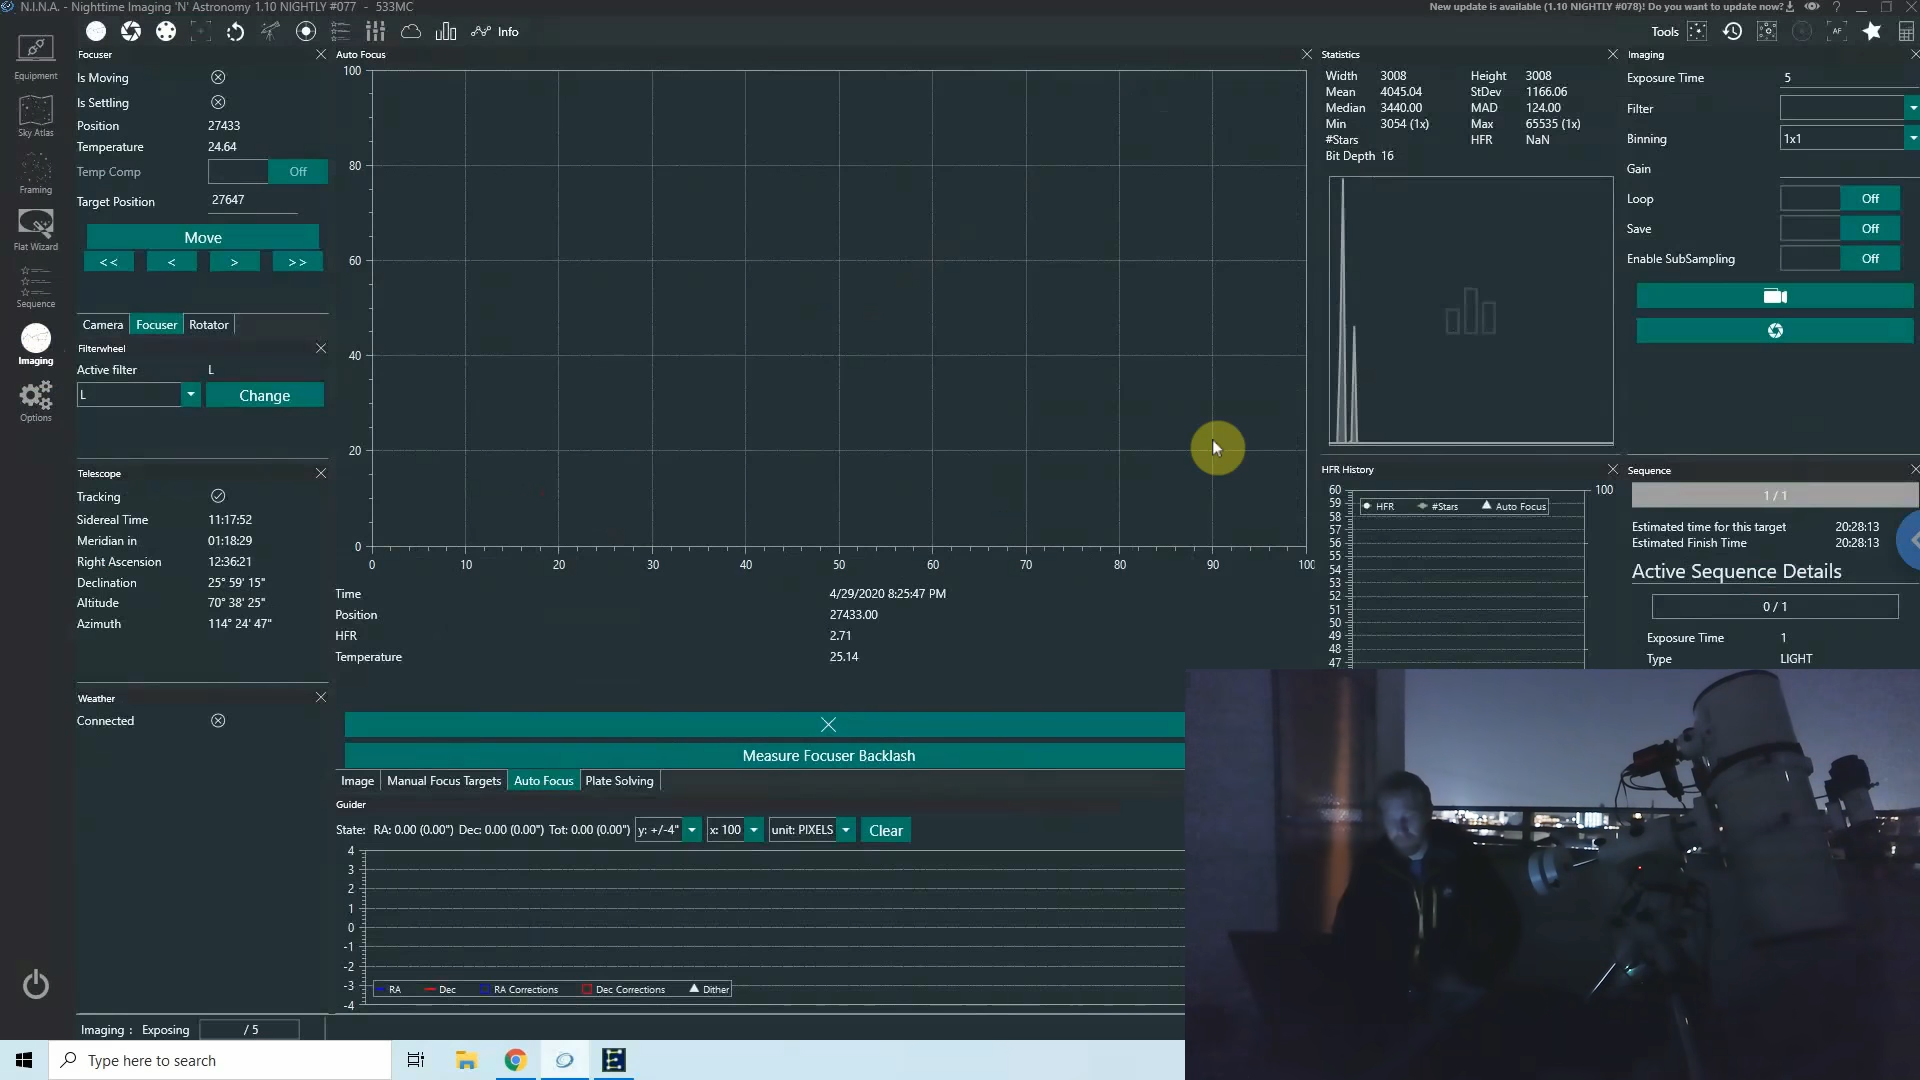 N.I.N.A. - Nighttime Imaging 'N' Astronomy 1.10 NIGHTLY #077 - 533MC
New update is available (1.10 NIGHTLY #078)! Do you want to update now?
Info
Tools
Equipment
Sky Atlas
Framing
Flat Wizard
Sequence
Imaging
Options
Focuser
Is Moving
Is Settling
Position 27433
Temperature 24.64
Temp Comp Off
Target Position 27647
Move
<< < > >>
Camera Focuser Rotator
Filterwheel
Active filter L
L Change
Telescope
Tracking
Sidereal Time 11:17:52
Meridian in 01:18:29
Right Ascension 12:36:21
Declination 25° 59' 15"
Altitude 70° 38' 25"
Azimuth 114° 24' 47"
Weather
Connected
Imaging : Exposing / 5
Auto Focus
100
80
60
40
20
0
0 10 20 30 40 50 60 70 80 90 100
Time 4/29/2020 8:25:47 PM
Position 27433.00
HFR 2.71
Temperature 25.14
Measure Focuser Backlash
Image Manual Focus Targets Auto Focus Plate Solving
Guider
State: RA: 0.00 (0.00") Dec: 0.00 (0.00") Tot: 0.00 (0.00") y: +/-4" x: 100 unit: PIXELS Clear
4
3
2
1
0
-1
-2
-3
-4
RA Dec RA Corrections Dec Corrections Dither
Statistics
Width 3008 Height 3008
Mean 4045.04 StDev 1166.06
Median 3440.00 MAD 124.00
Min 3054 (1x) Max 65535 (1x)
#Stars HFR NaN
Bit Depth 16
HFR History
60 100
59
58
57
56
55
54
53
52
51
50
49
48
47
HFR #Stars Auto Focus
Imaging
Exposure Time 5
Filter
Binning 1x1
Gain
Loop Off
Save Off
Enable SubSampling Off
Sequence
1 / 1
Estimated time for this target 20:28:13
Estimated Finish Time 20:28:13
Active Sequence Details
0 / 1
Exposure Time 1
Type LIGHT
Type here to search